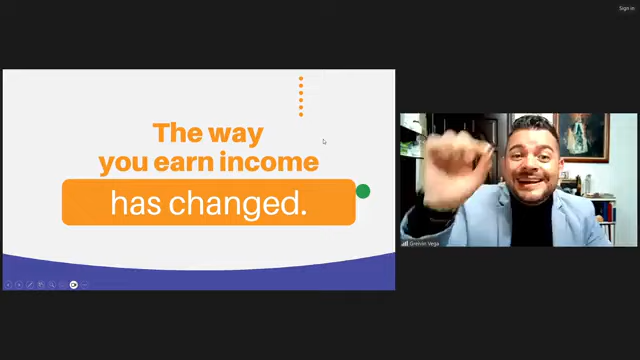 Sign in
The way
you earn income
has changed.
Greivin Vega